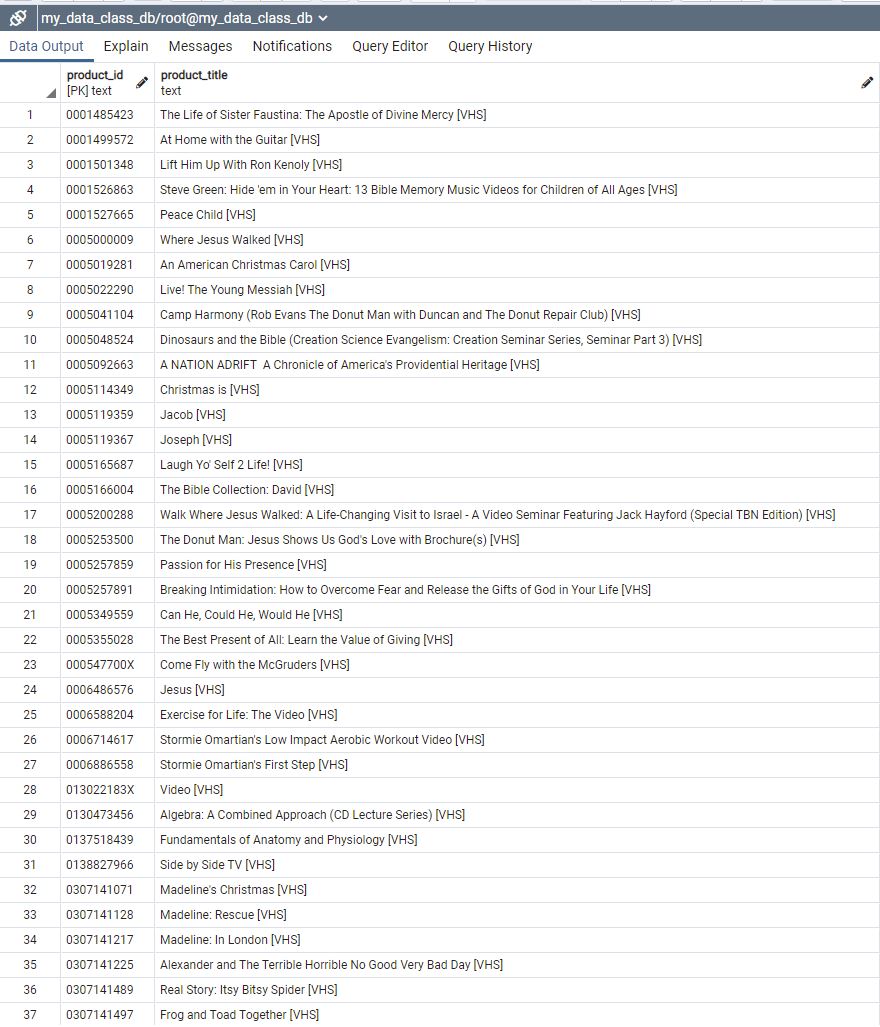 my_data_class_db/root@my_data_class_db
Data Output Explain Messages Notifications Query Editor Query History
product_id product_title
[PK] text text
1 0001485423 The Life of Sister Faustina: The Apostle of Divine Mercy [VHS]
2 0001499572 At Home with the Guitar [VHS]
3 0001501348 Lift Him Up With Ron Kenoly [VHS]
4 0001526863 Steve Green: Hide 'em in Your Heart: 13 Bible Memory Music Videos for Children of All Ages [VHS]
5 0001527665 Peace Child [VHS]
6 0005000009 Where Jesus Walked [VHS]
7 0005019281 An American Christmas Carol [VHS]
8 0005022290 Live! The Young Messiah [VHS]
9 0005041104 Camp Harmony (Rob Evans The Donut Man with Duncan and The Donut Repair Club) [VHS]
10 0005048524 Dinosaurs and the Bible (Creation Science Evangelism: Creation Seminar Series, Seminar Part 3) [VHS]
11 0005092663 A NATION ADRIFT  A Chronicle of America's Providential Heritage [VHS]
12 0005114349 Christmas is [VHS]
13 0005119359 Jacob [VHS]
14 0005119367 Joseph [VHS]
15 0005165687 Laugh Yo' Self 2 Life! [VHS]
16 0005166004 The Bible Collection: David [VHS]
17 0005200288 Walk Where Jesus Walked: A Life-Changing Visit to Israel - A Video Seminar Featuring Jack Hayford (Special TBN Edition) [VHS]
18 0005253500 The Donut Man: Jesus Shows Us God's Love with Brochure(s) [VHS]
19 0005257859 Passion for His Presence [VHS]
20 0005257891 Breaking Intimidation: How to Overcome Fear and Release the Gifts of God in Your Life [VHS]
21 0005349559 Can He, Could He, Would He [VHS]
22 0005355028 The Best Present of All: Learn the Value of Giving [VHS]
23 000547700X Come Fly with the McGruders [VHS]
24 0006486576 Jesus [VHS]
25 0006588204 Exercise for Life: The Video [VHS]
26 0006714617 Stormie Omartian's Low Impact Aerobic Workout Video [VHS]
27 0006886558 Stormie Omartian's First Step [VHS]
28 013022183X Video [VHS]
29 0130473456 Algebra: A Combined Approach (CD Lecture Series) [VHS]
30 0137518439 Fundamentals of Anatomy and Physiology [VHS]
31 0138827966 Side by Side TV [VHS]
32 0307141071 Madeline's Christmas [VHS]
33 0307141128 Madeline: Rescue [VHS]
34 0307141217 Madeline: In London [VHS]
35 0307141225 Alexander and The Terrible Horrible No Good Very Bad Day [VHS]
36 0307141489 Real Story: Itsy Bitsy Spider [VHS]
37 0307141497 Frog and Toad Together [VHS]